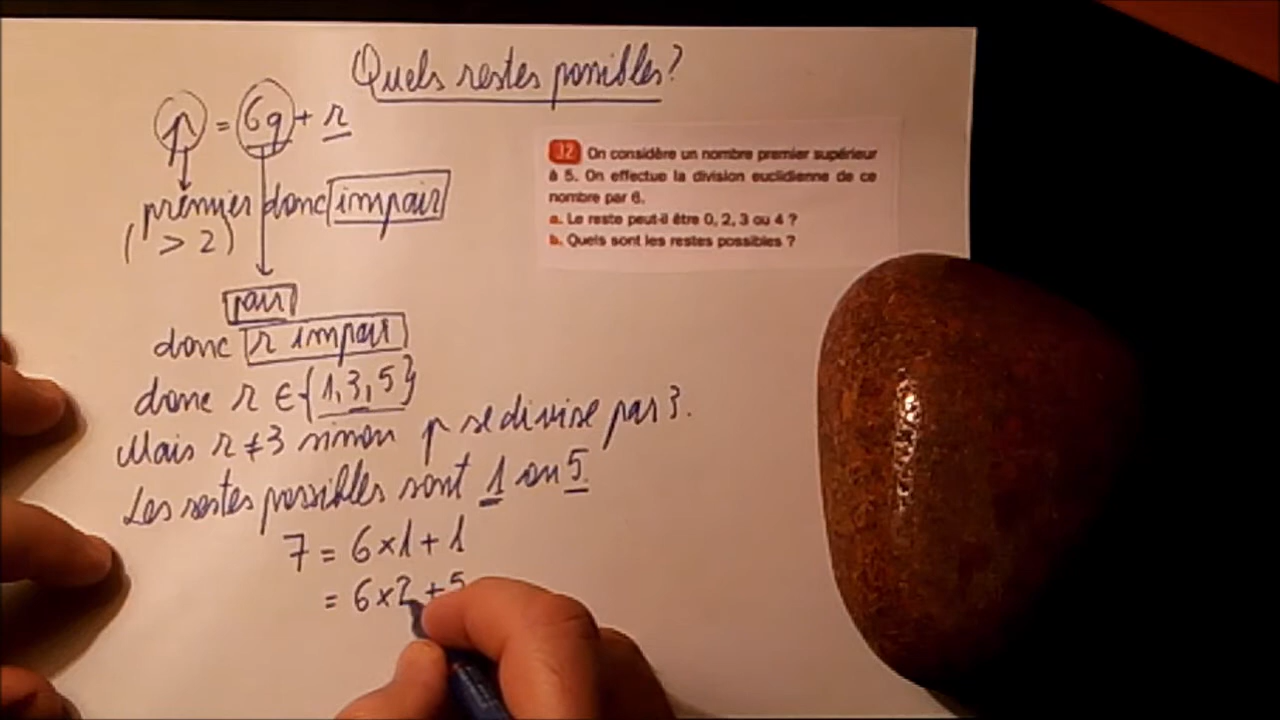 Quels restes possibles?
p = 6q + r
premier donc impair
( > 2)
pair
donc r impair
donc r ∈ {1, 3, 5}
Mais r ≠ 3 sinon p se divise par 3.
Les restes possibles sont 1 ou 5.
7 = 6×1 + 1
= 6×2 + 5
32 On considère un nombre premier supérieur
à 5. On effectue la division euclidienne de ce
nombre par 6.
a. Le reste peut-il être 0, 2, 3 ou 4 ?
b. Quels sont les restes possibles ?